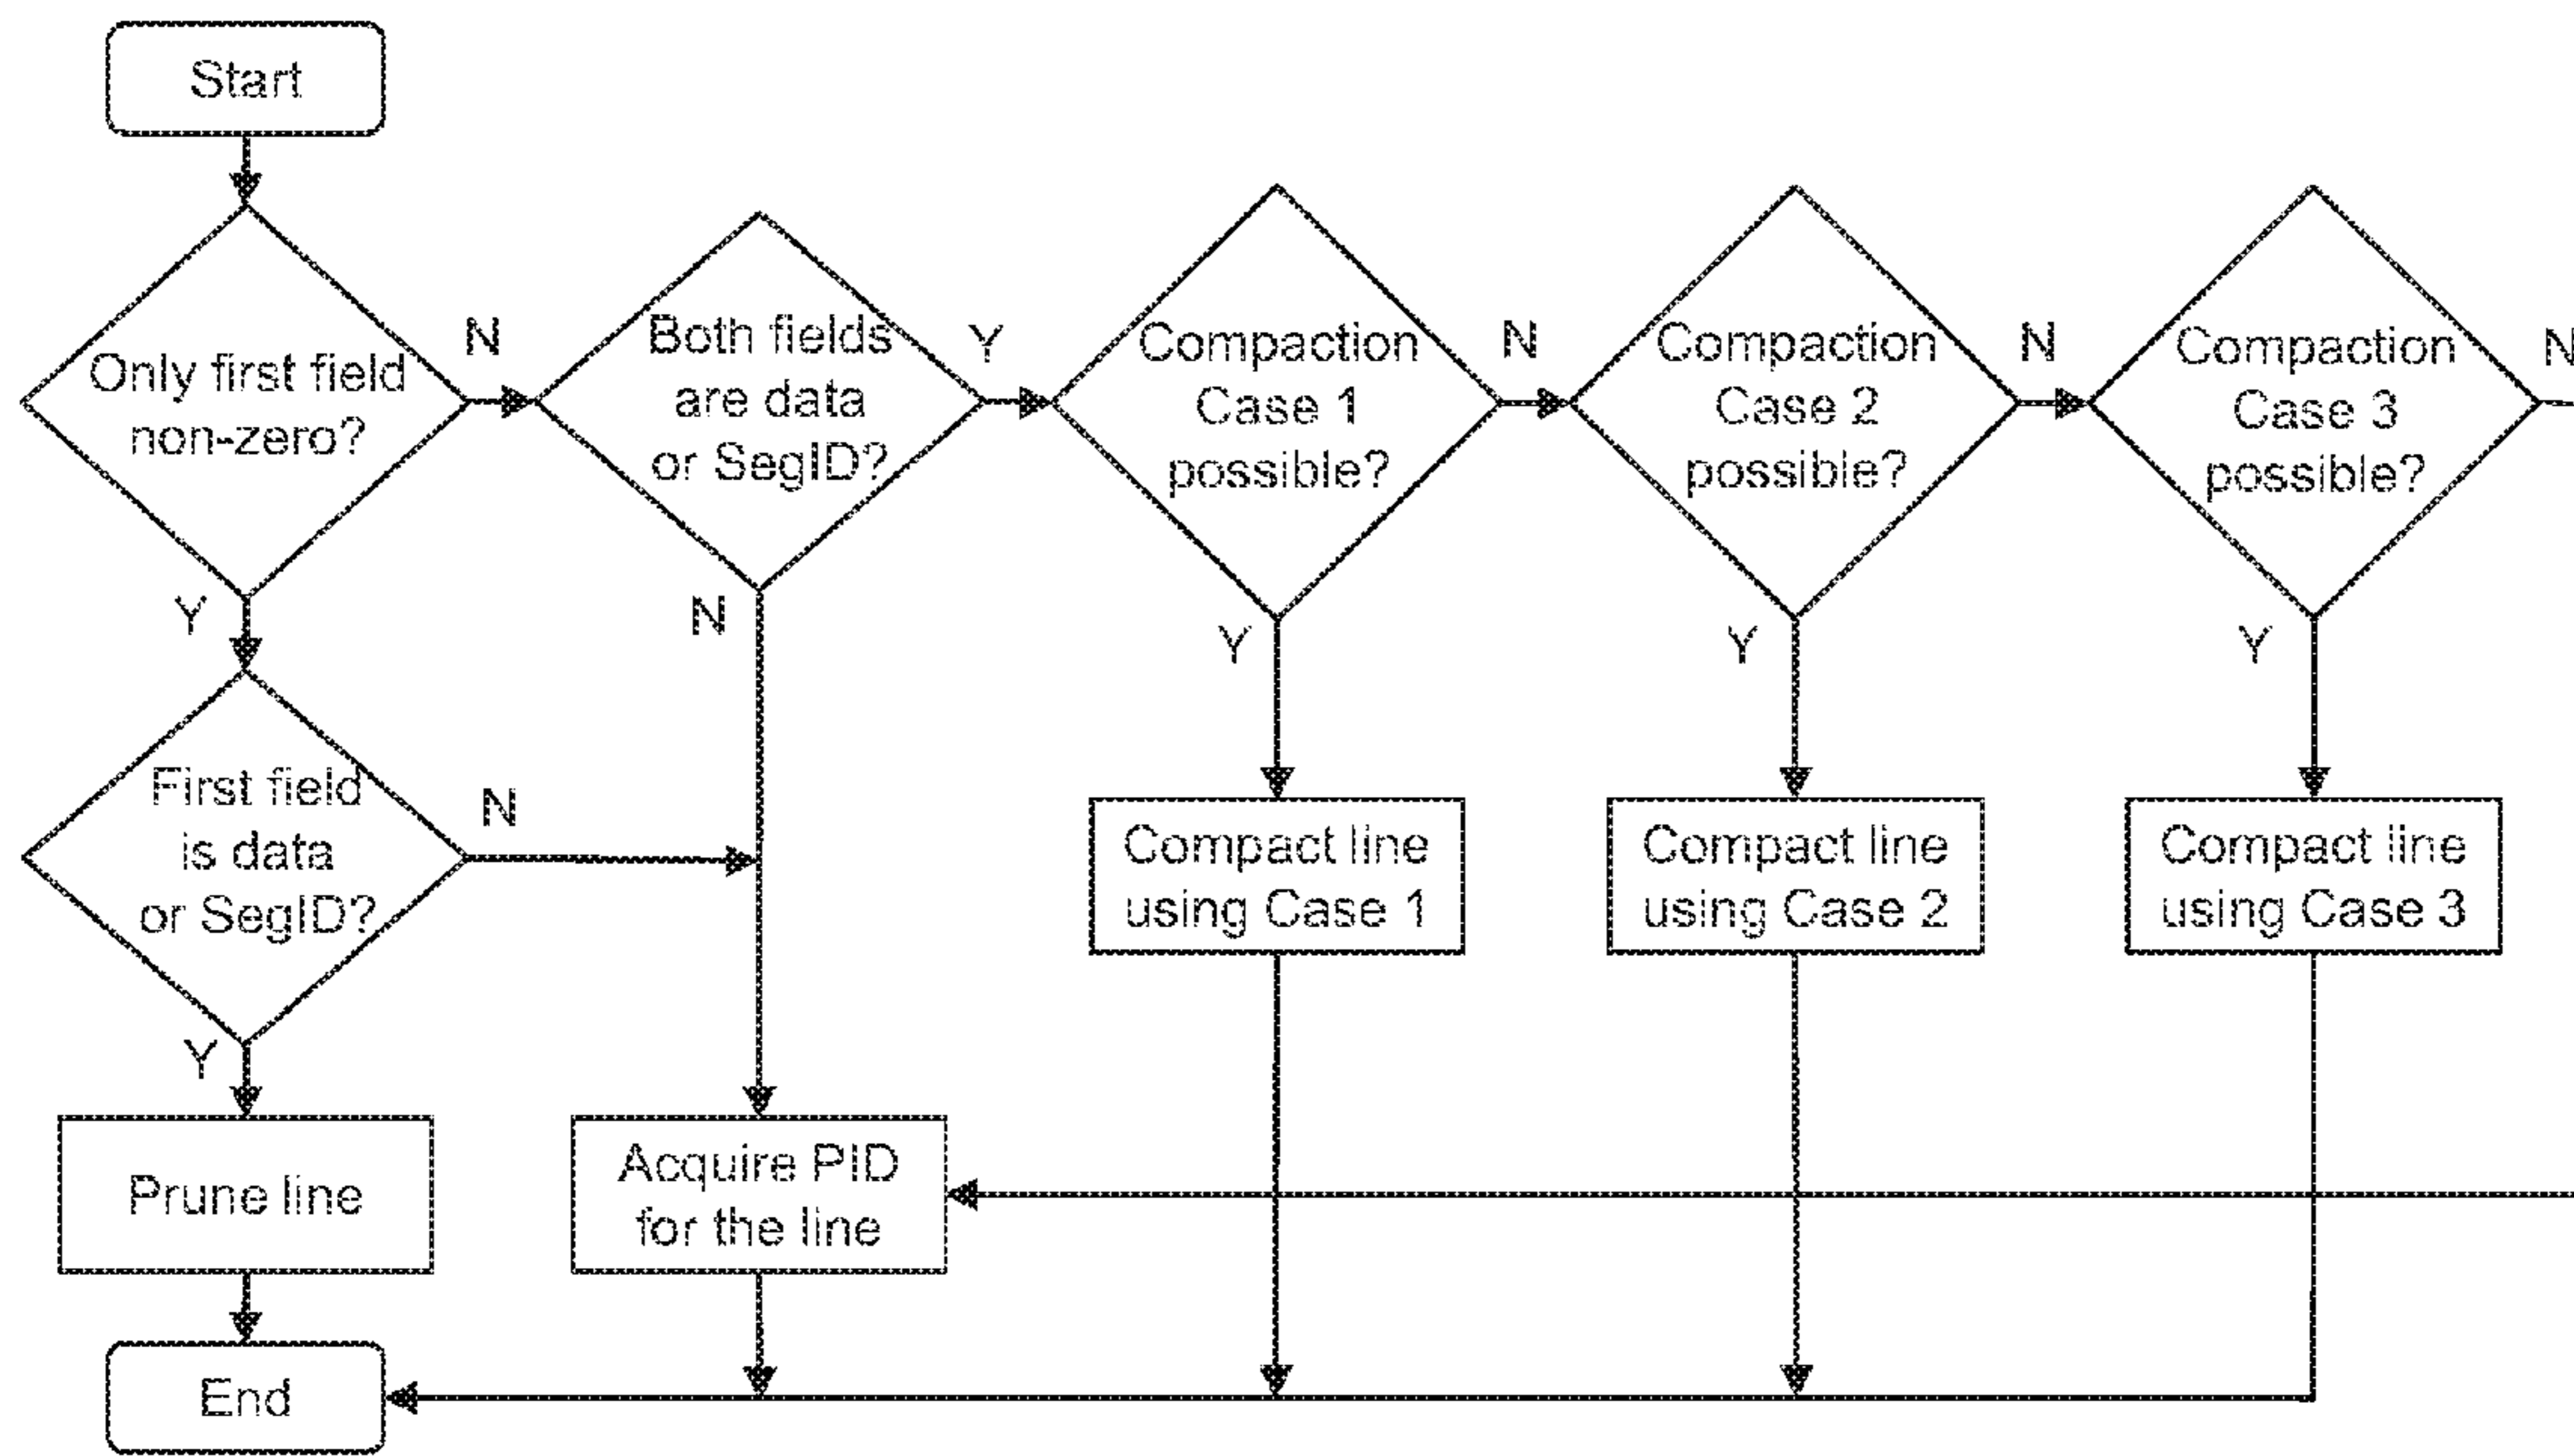 Start
Only first field
non-zero?
N
Y
Both fields
are data
or SegID?
Y
N
Compaction
Case 1
possible?
N
Y
Compaction
Case 2
possible?
N
Y
Compaction
Case 3
possible?
N
Y
First field
is data
or SegID?
N
Y
Compact line
using Case 1
Compact line
using Case 2
Compact line
using Case 3
Prune line
Acquire PID
for the line
End